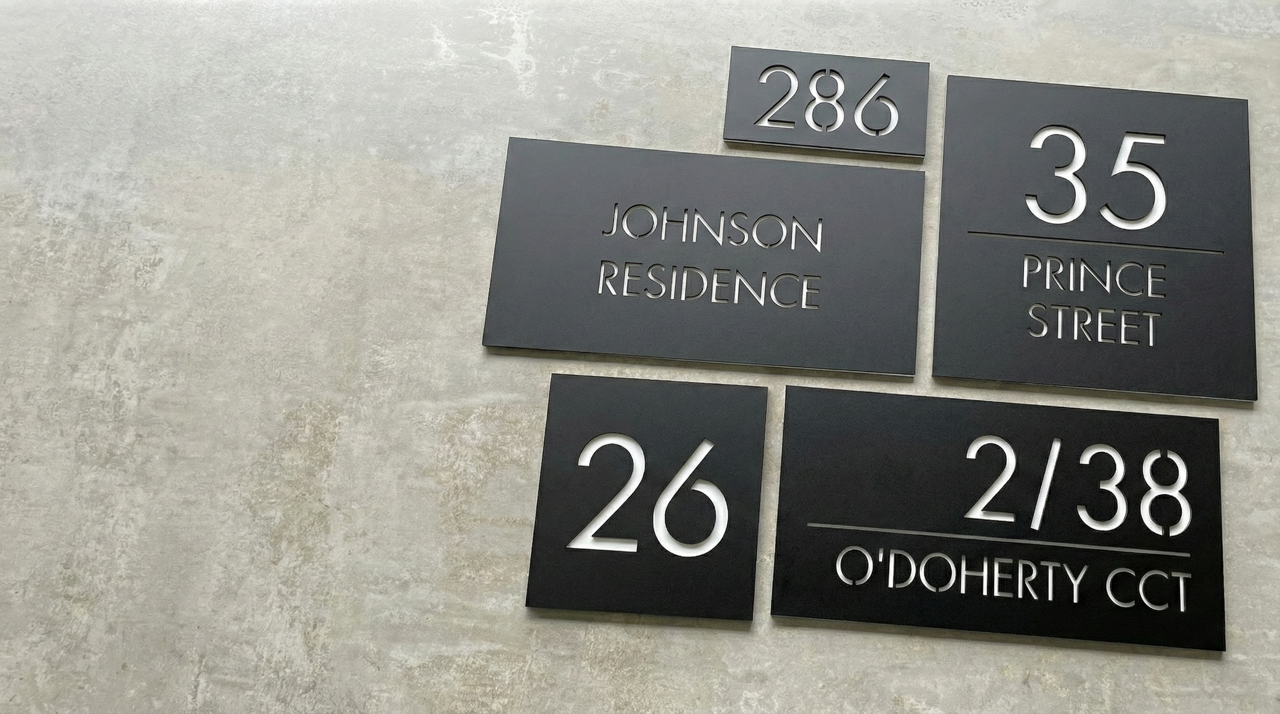 286
35
PRINCE
STREET
JOHNSON
RESIDENCE
26
2/38
O'DOHERTY CCT